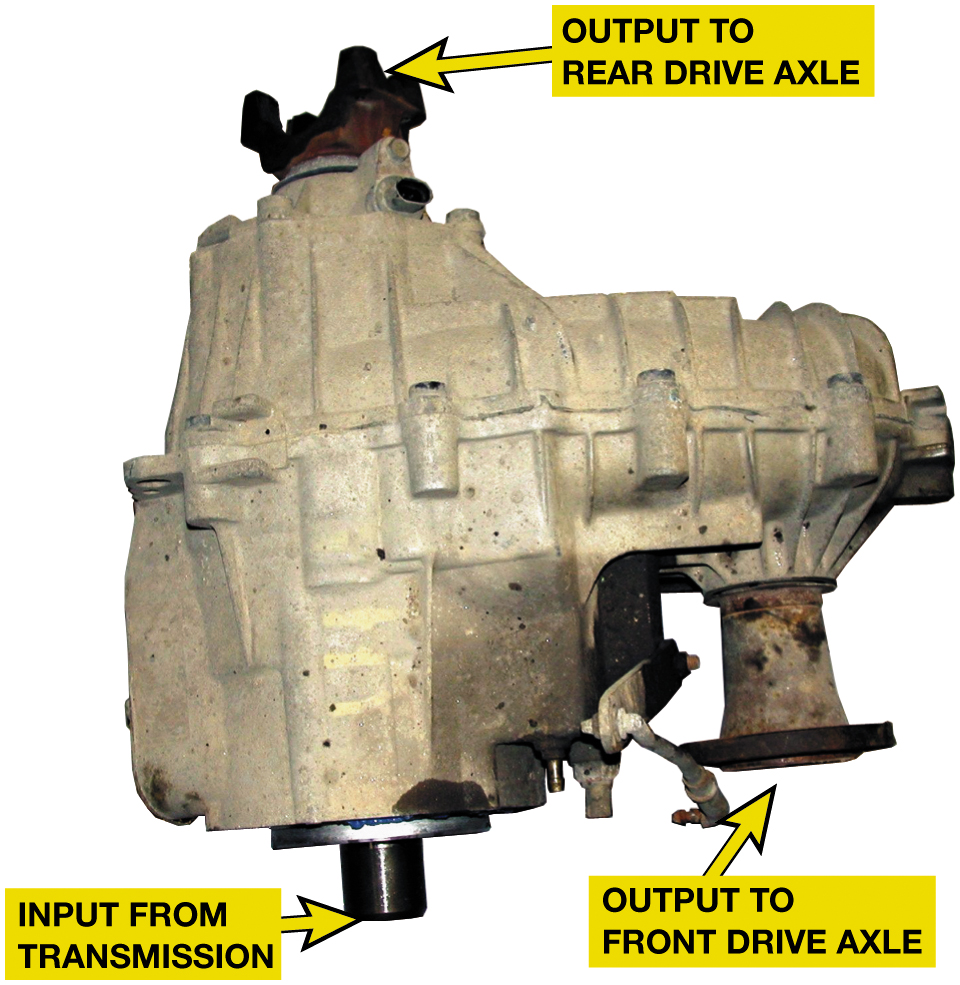 OUTPUT TO
REAR DRIVE AXLE
INPUT FROM
TRANSMISSION
OUTPUT TO
FRONT DRIVE AXLE